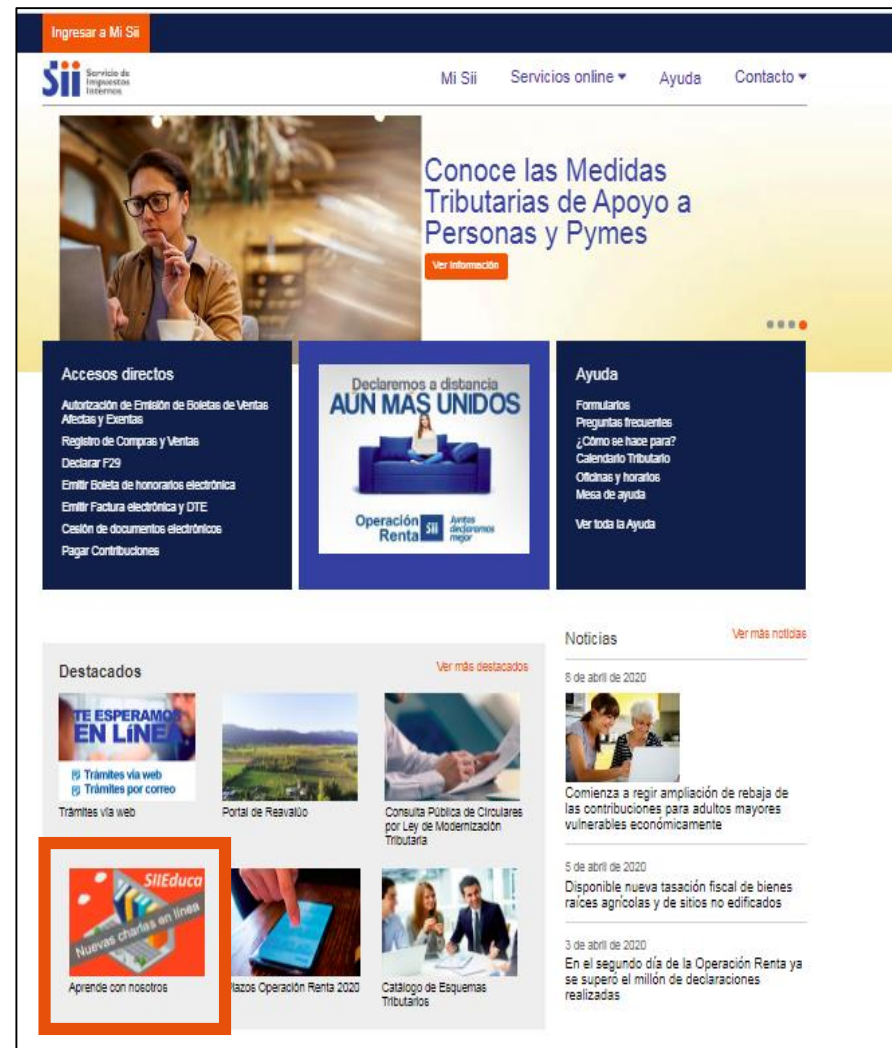 Ingresar a Mi Sii
Sii Servicio de
Impuestos
Internos
Mi Sii
Servicios online
Ayuda
Contacto
Conoce las Medidas
Tributarias de Apoyo a
Personas y Pymes
Ver Información
Accesos directos
Autorización de Emisión de Boletas de Ventas
Afectas y Exentas
Registro de Compras y Ventas
Declarar F29
Emitir Boleta de honorarios electrónica
Emitir Factura electrónica y DTE
Cesión de documentos electrónicos
Pagar Contribuciones
Declaremos a distancia
AÚN MAS UNIDOS
Operación
Renta
Sii
Juntos
declaramos
mejor
Ayuda
Formularios
Preguntas frecuentes
¿Cómo se hace para?
Calendario Tributario
Oficinas y horarios
Mesa de ayuda
Ver toda la Ayuda
Destacados
Ver más destacados
TE ESPERAMOS
EN LíNEA
Trámites vía web
Trámites por correo
Trámites vía web
Portal de Reavalúo
Consulta Pública de Circulares
por Ley de Modernización
Tributaria
SIIEduca
Nuevas charlas en línea
Aprende con nosotros
lazos Operación Renta 2020
Catálogo de Esquemas
Tributarios
Noticias
Ver más noticias
8 de abril de 2020
Comienza a regir ampliación de rebaja de
las contribuciones para adultos mayores
vulnerables económicamente
5 de abril de 2020
Disponible nueva tasación fiscal de bienes
raíces agrícolas y de sitios no edificados
3 de abril de 2020
En el segundo día de la Operación Renta ya
se superó el millón de declaraciones
realizadas